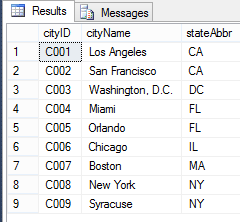 Results Messages
cityID cityName stateAbbr
1 C001 Los Angeles CA
2 C002 San Francisco CA
3 C003 Washington, D.C. DC
4 C004 Miami FL
5 C005 Orlando FL
6 C006 Chicago IL
7 C007 Boston MA
8 C008 New York NY
9 C009 Syracuse NY